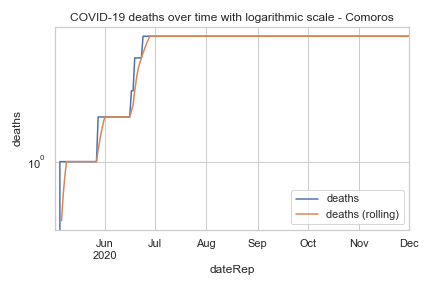 COVID-19 deaths over time with logarithmic scale - Comoros
deaths
10⁰
Jun Jul Aug Sep Oct Nov Dec
2020
dateRep
deaths
deaths (rolling)